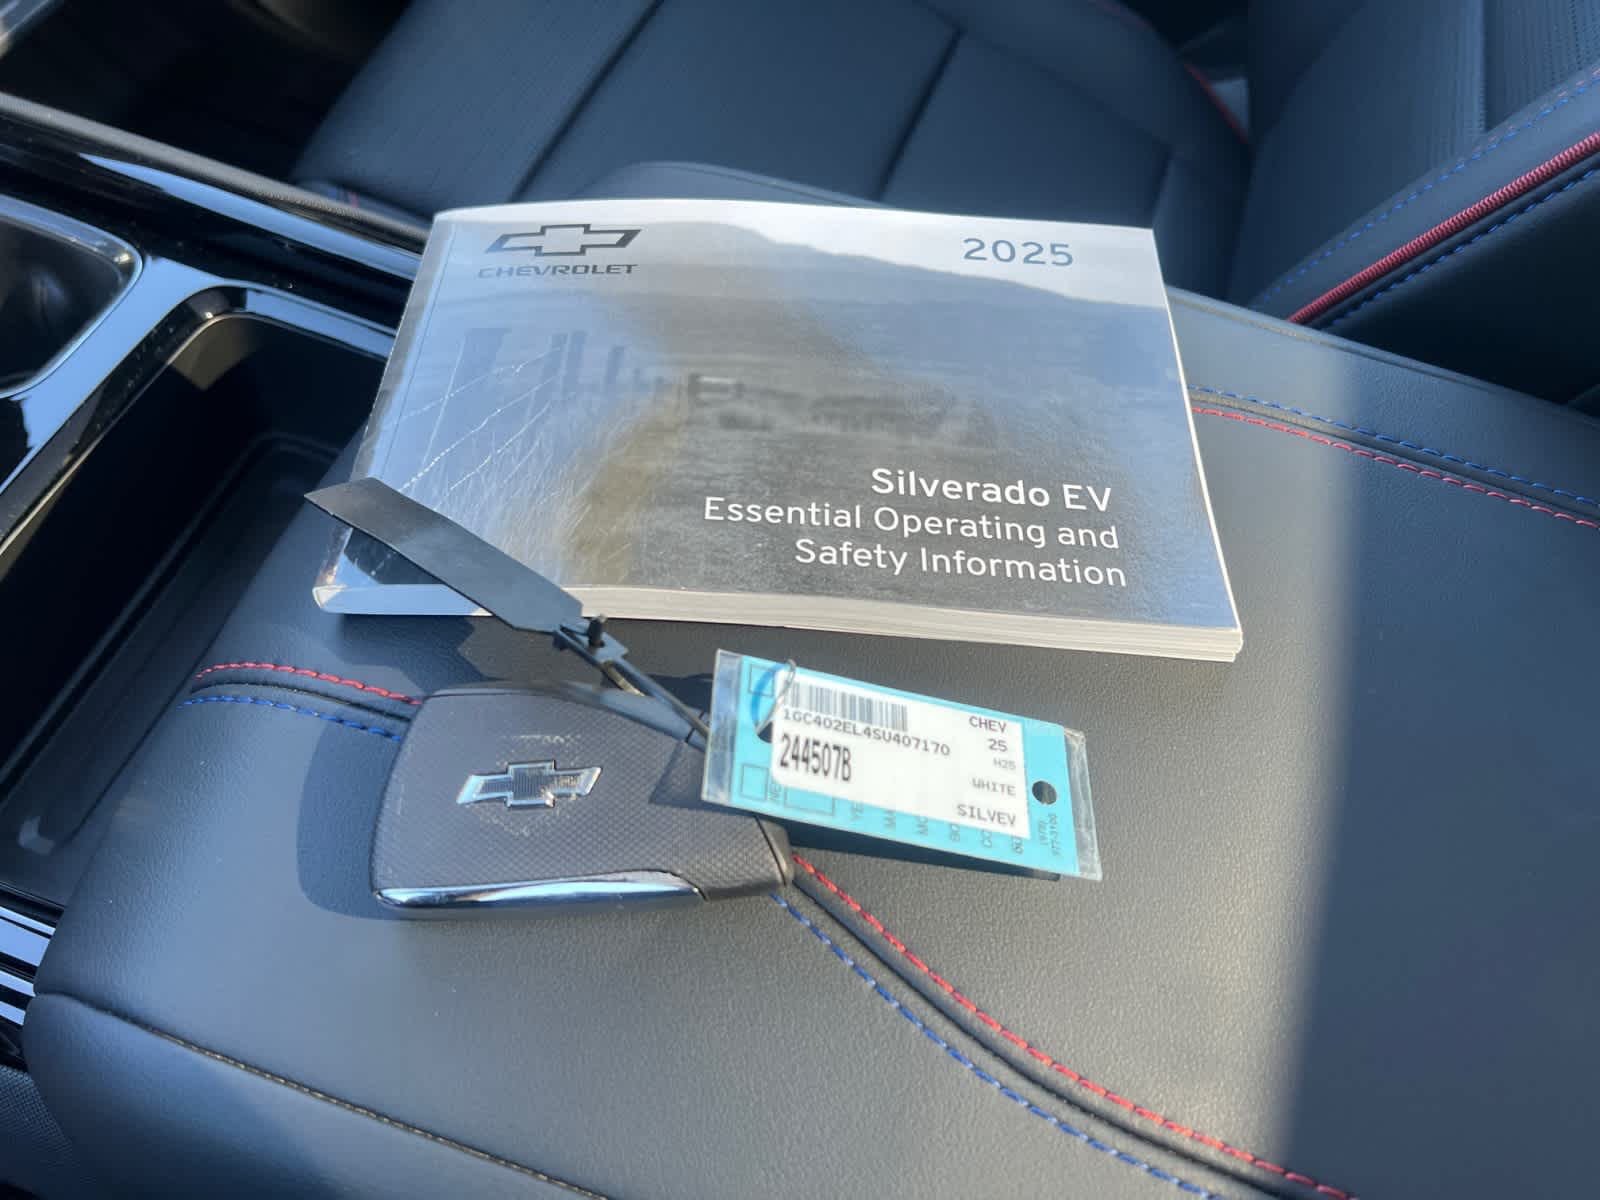 CHEVROLET
2025
Silverado EV
Essential Operating and
Safety Information
1GC402EL4SU407170
244507B
CHEV
25
H25
WHITE
SILVEV